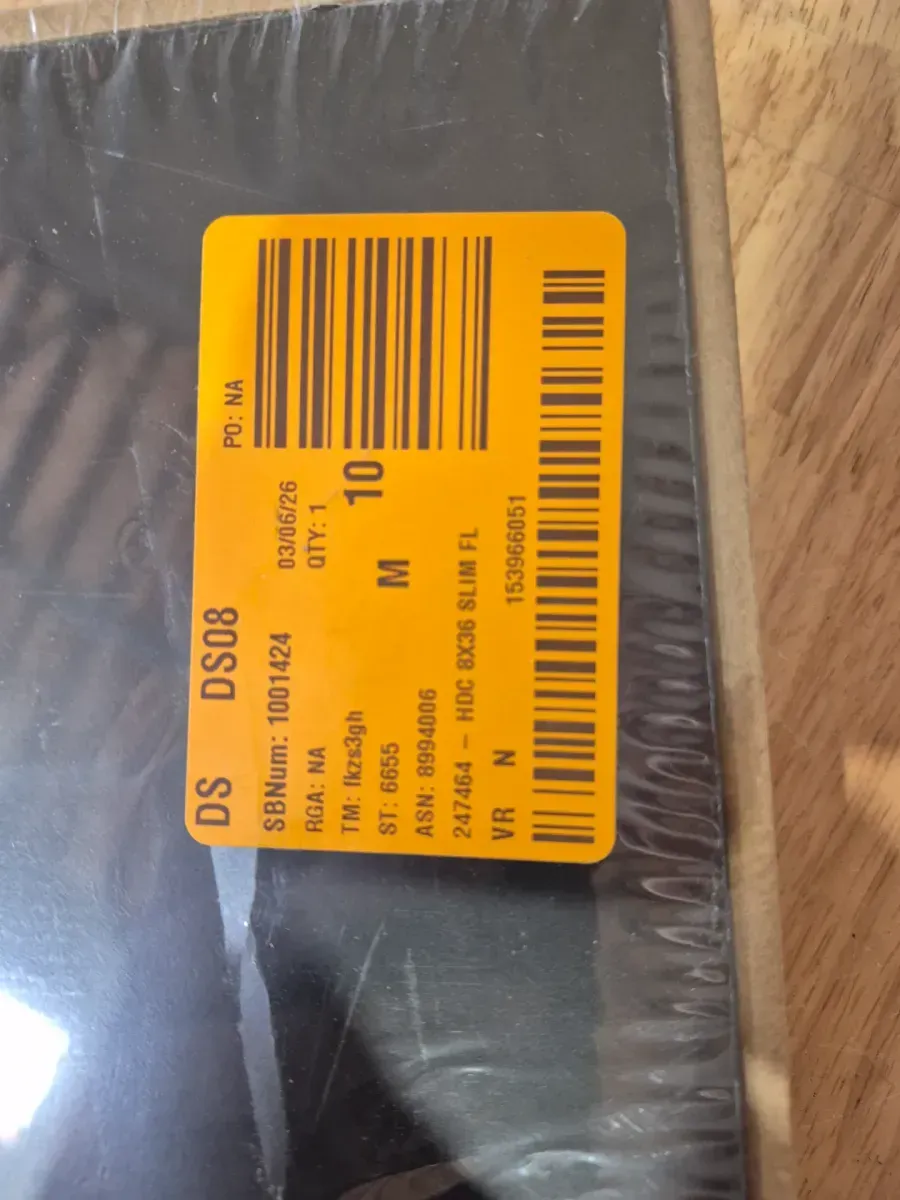 DS DS08 PO: NA
SBNum: 1001424 03/06/26
RGA: NA QTY: 1
TM: fkzs3gh 10
ST: 6655 M
ASN: 8994006
247464 - HDC 8X36 SLIM FL
VR N 153966051